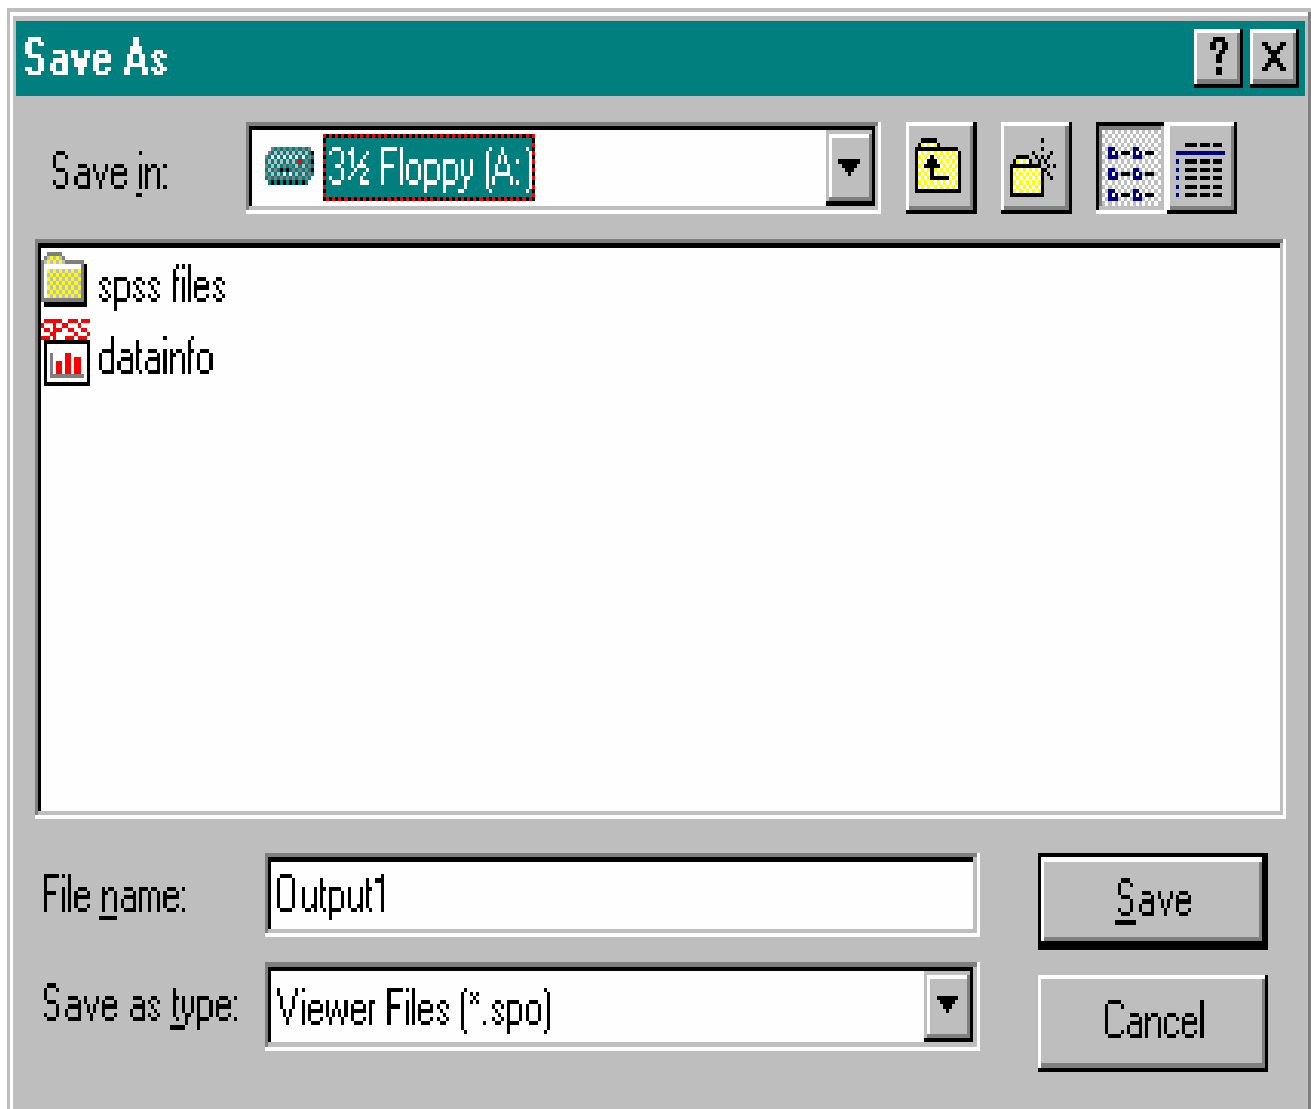 Save As
? X
Save in: 3½ Floppy (A:)
spss files
SPSS
datainfo
File name: Output1 Save
Save as type: Viewer Files (*.spo) Cancel